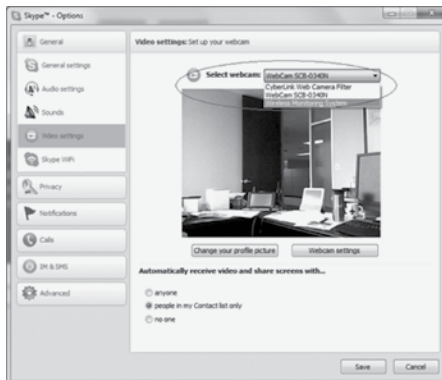 Skype™ - Options
General
General settings
Audio settings
Sounds
Video settings
Skype WiFi
Privacy
Notifications
Calls
IM & SMS
Advanced
Video settings: Set up your webcam
Select webcam: WebCam SCB-0340N
CyberLink Web Camera Filter
WebCam SCB-0340N
Wireless Monitoring System
Change your profile picture
Webcam settings
Automatically receive video and share screens with...
anyone
people in my Contact list only
no one
Save
Cancel